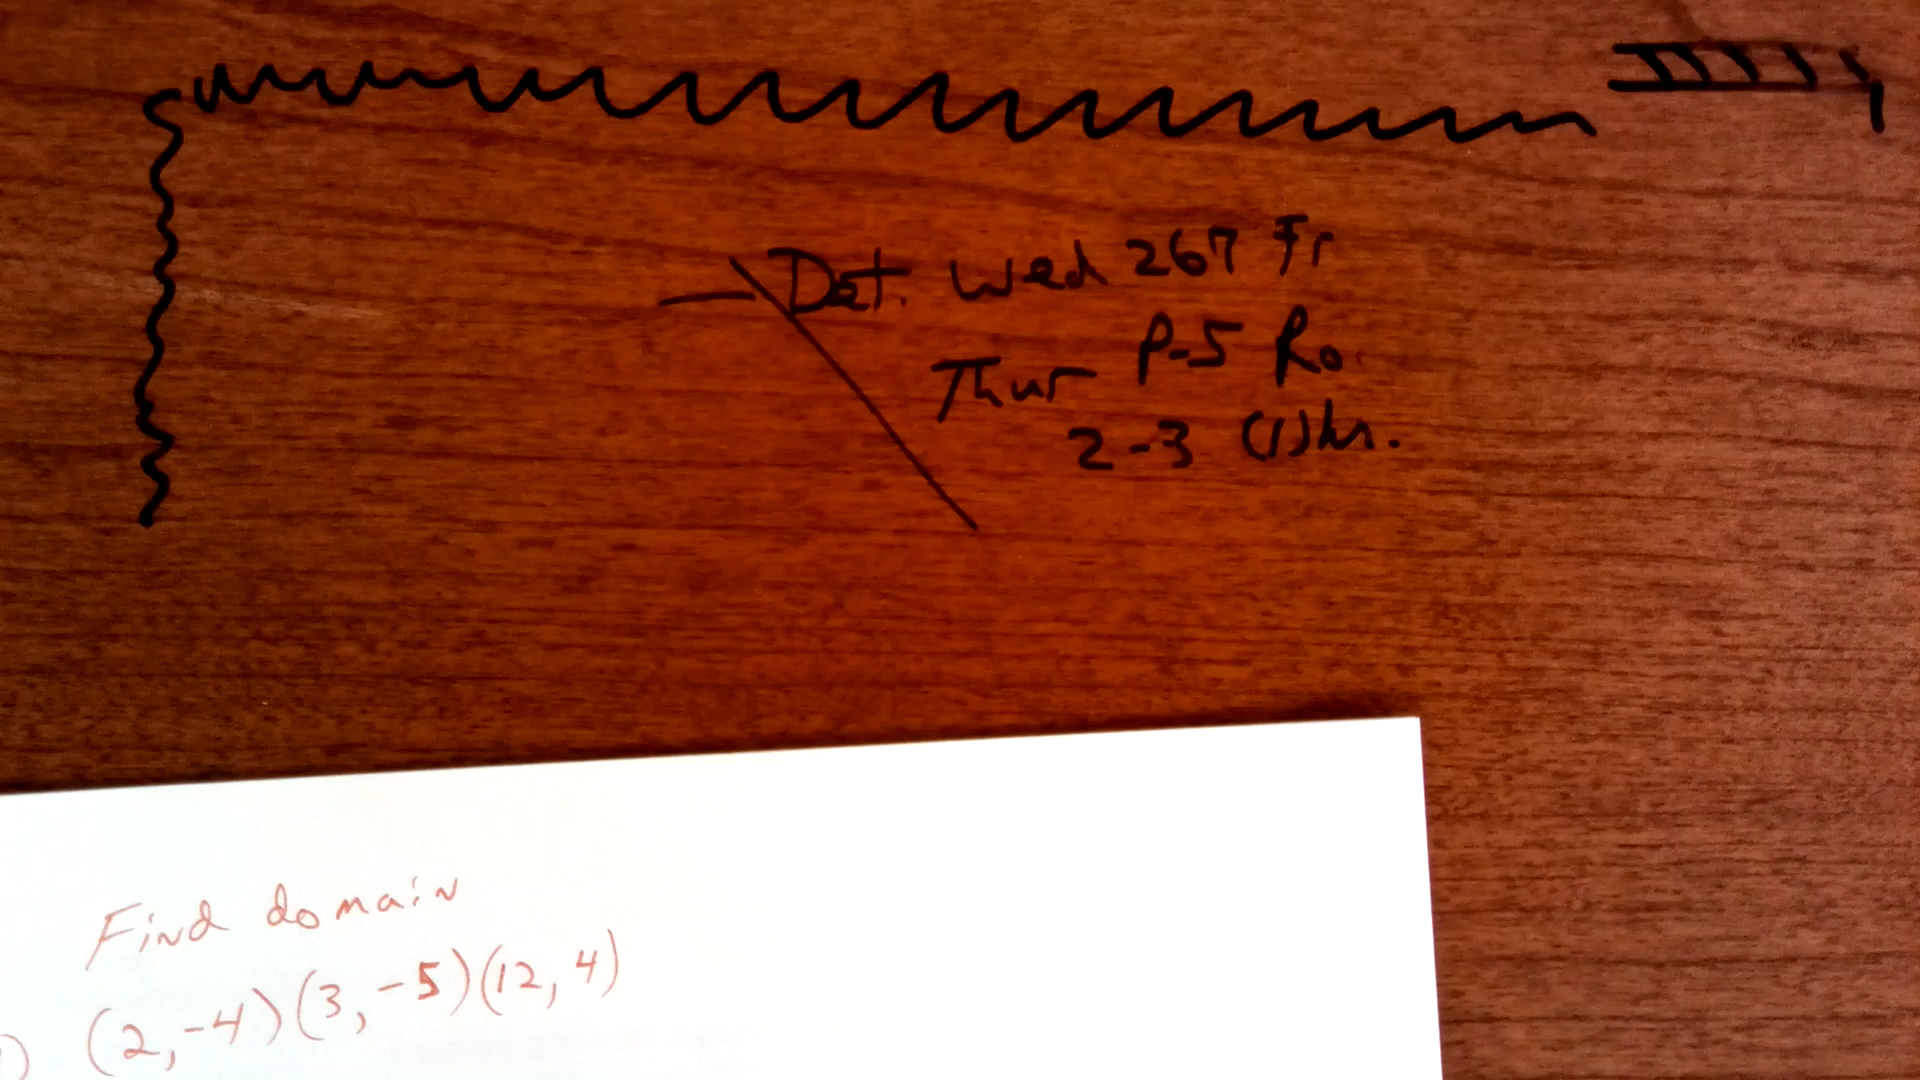 Det. Wed 267 Fr
P-5 Ro.
Thur
2-3 (1)hr.
Find domain
) (2,-4)(3,-5)(12,4)